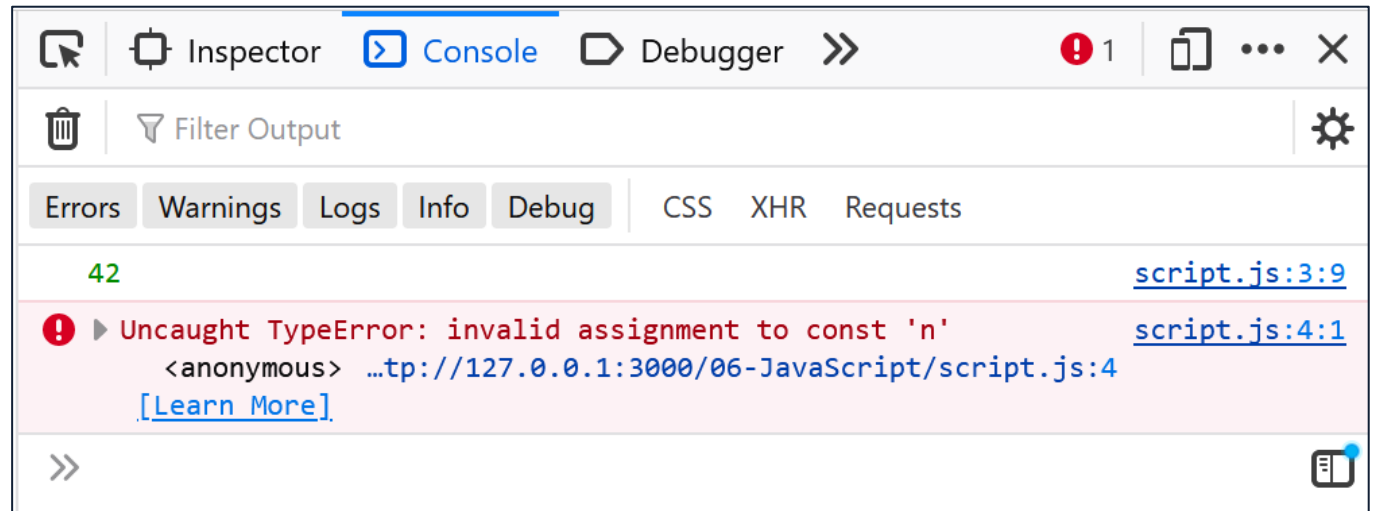 Inspector Console Debugger 1
Filter Output
Errors Warnings Logs Info Debug CSS XHR Requests
42 script.js:3:9
Uncaught TypeError: invalid assignment to const 'n' script.js:4:1
<anonymous> …tp://127.0.0.1:3000/06-JavaScript/script.js:4
[Learn More]